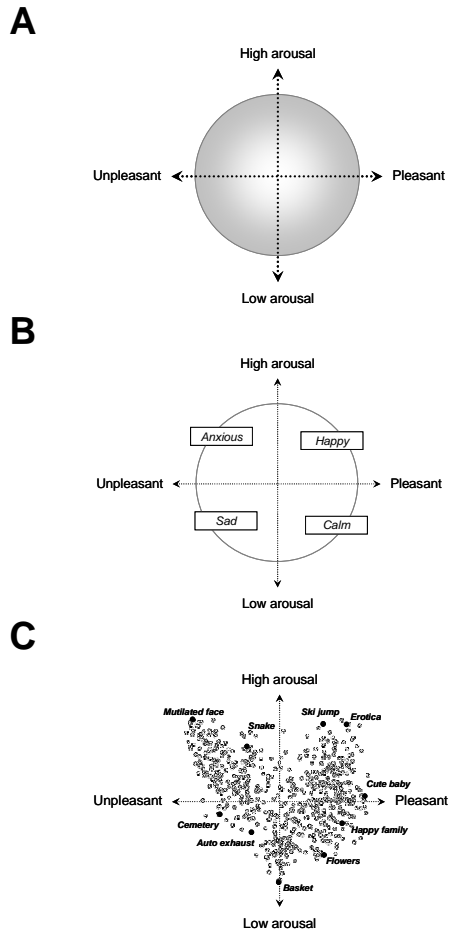 A
High arousal
Unpleasant
Pleasant
Low arousal
B
High arousal
Anxious
Happy
Unpleasant
Pleasant
Sad
Calm
Low arousal
C
High arousal
Mutilated face
Ski jump
Erotica
Snake
Cute baby
Unpleasant
Pleasant
Cemetery
Happy family
Auto exhaust
Flowers
Basket
Low arousal